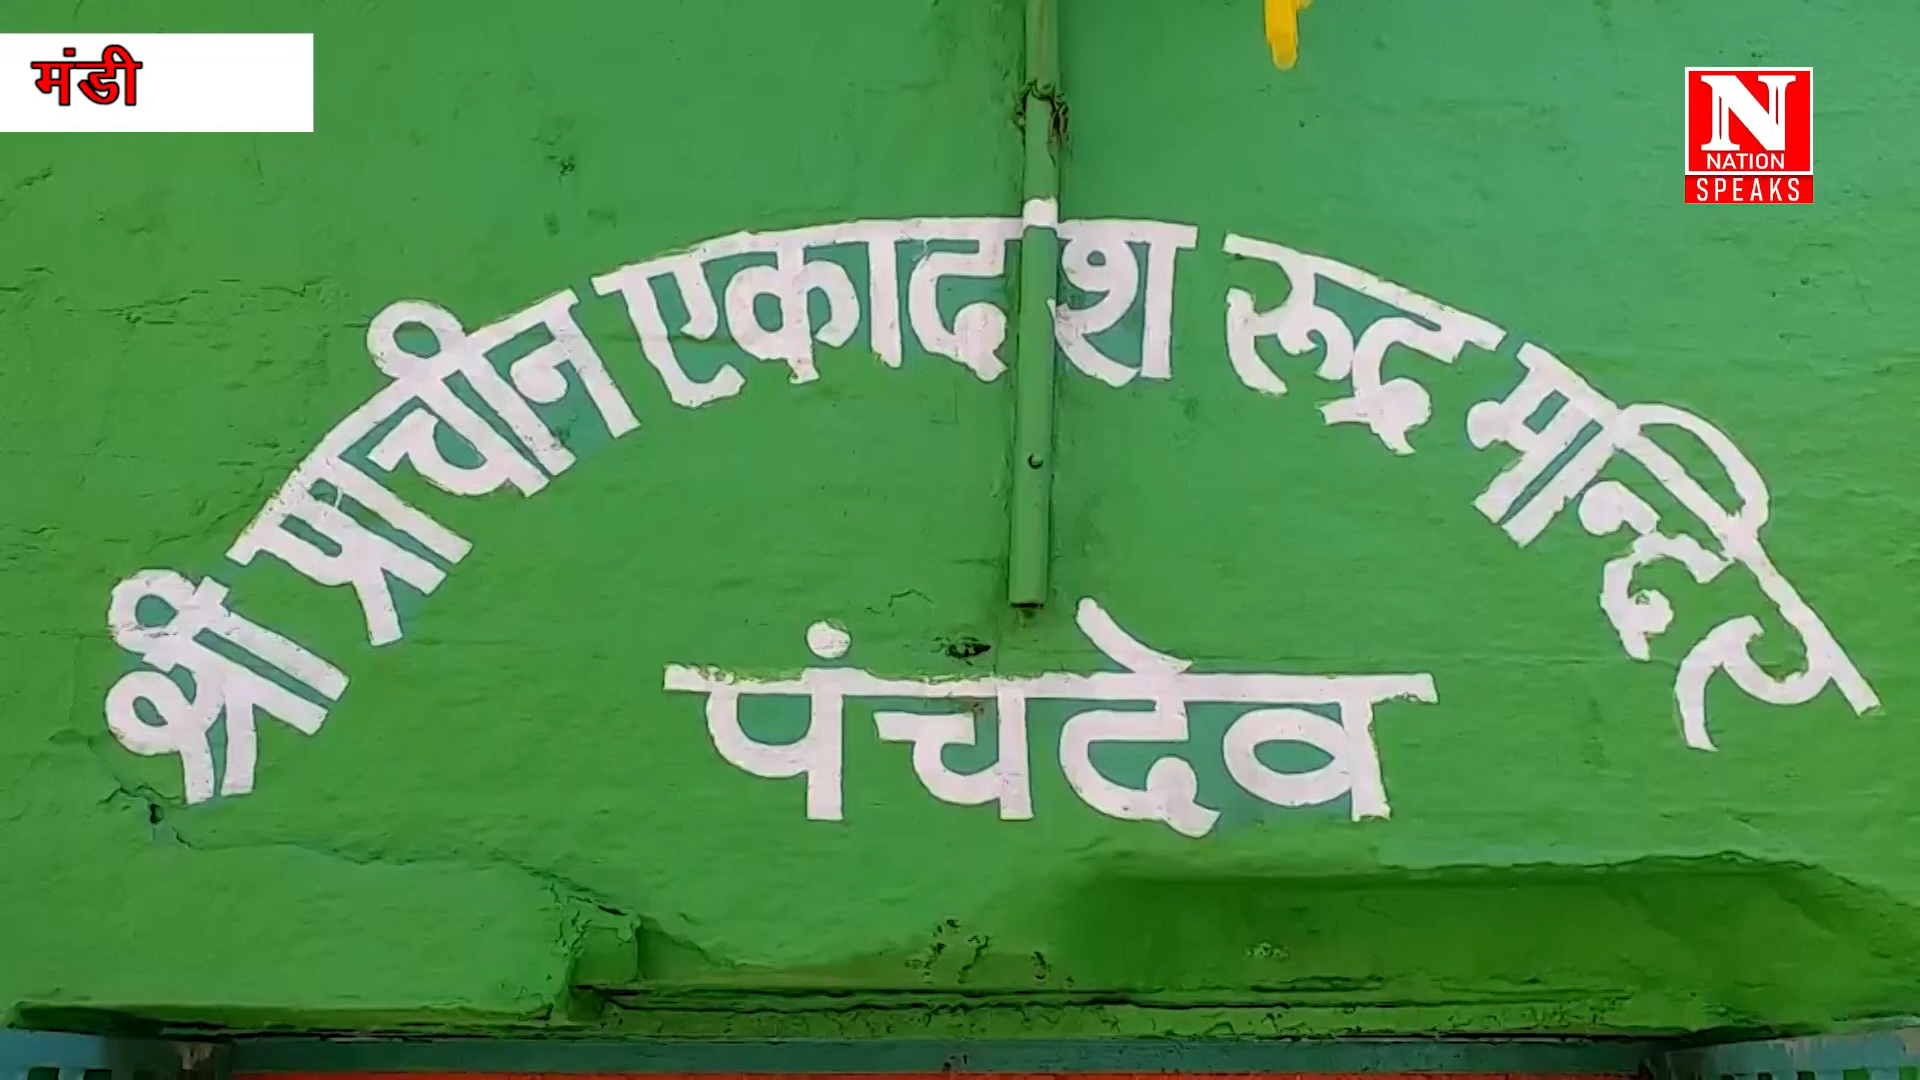 मंडी
N
NATION
SPEAKS
श्री प्राचीन एकादश रूद्र मन्दिर
पंचदेव